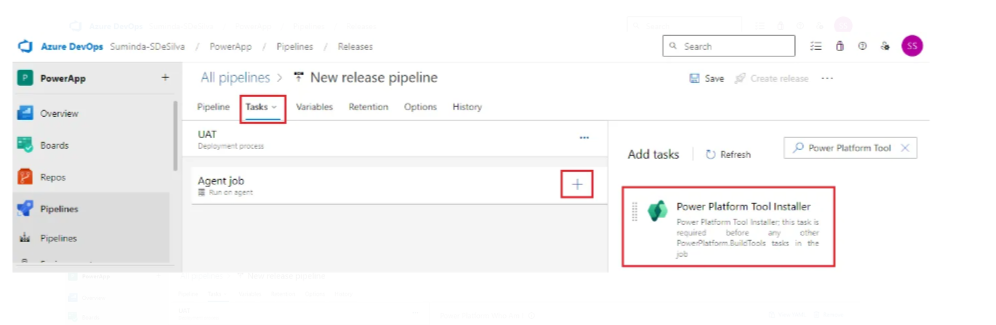 Azure DevOps Suminda-SDeSilva / PowerApp / Pipelines / Releases
Search
SS
P PowerApp +
All pipelines > New release pipeline
Save Create release ...
Overview
Pipeline Tasks Variables Retention Options History
Boards
UAT
Deployment process
...
Add tasks Refresh
Power Platform Tool
Repos
Agent job
Run on agent
+
Pipelines
Power Platform Tool Installer
Power Platform Tool Installer; this task is
required before any other
PowerPlatform.BuildTools tasks in the
job
Pipelines